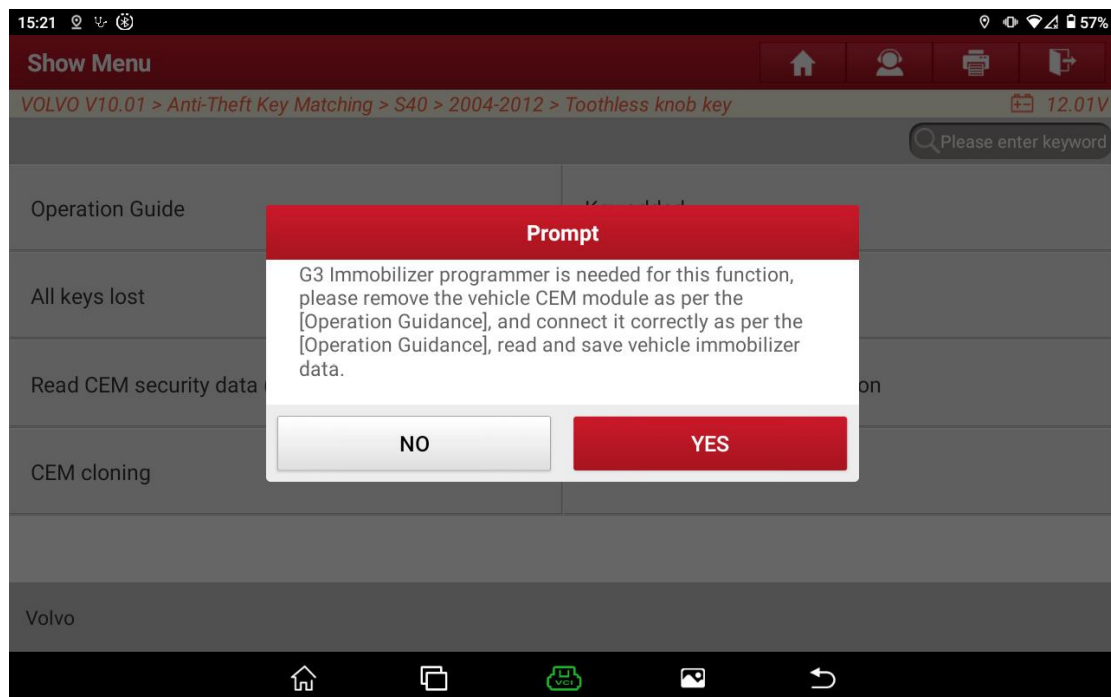 15:21
57%
Show Menu
VOLVO V10.01 > Anti-Theft Key Matching > S40 > 2004-2012 > Toothless knob key
12.01V
Please enter keyword
Operation Guide
Prompt
G3 Immobilizer programmer is needed for this function,
please remove the vehicle CEM module as per the
[Operation Guidance], and connect it correctly as per the
[Operation Guidance], read and save vehicle immobilizer
data.
All keys lost
Read CEM security data
on
NO
YES
CEM cloning
Volvo
VCI